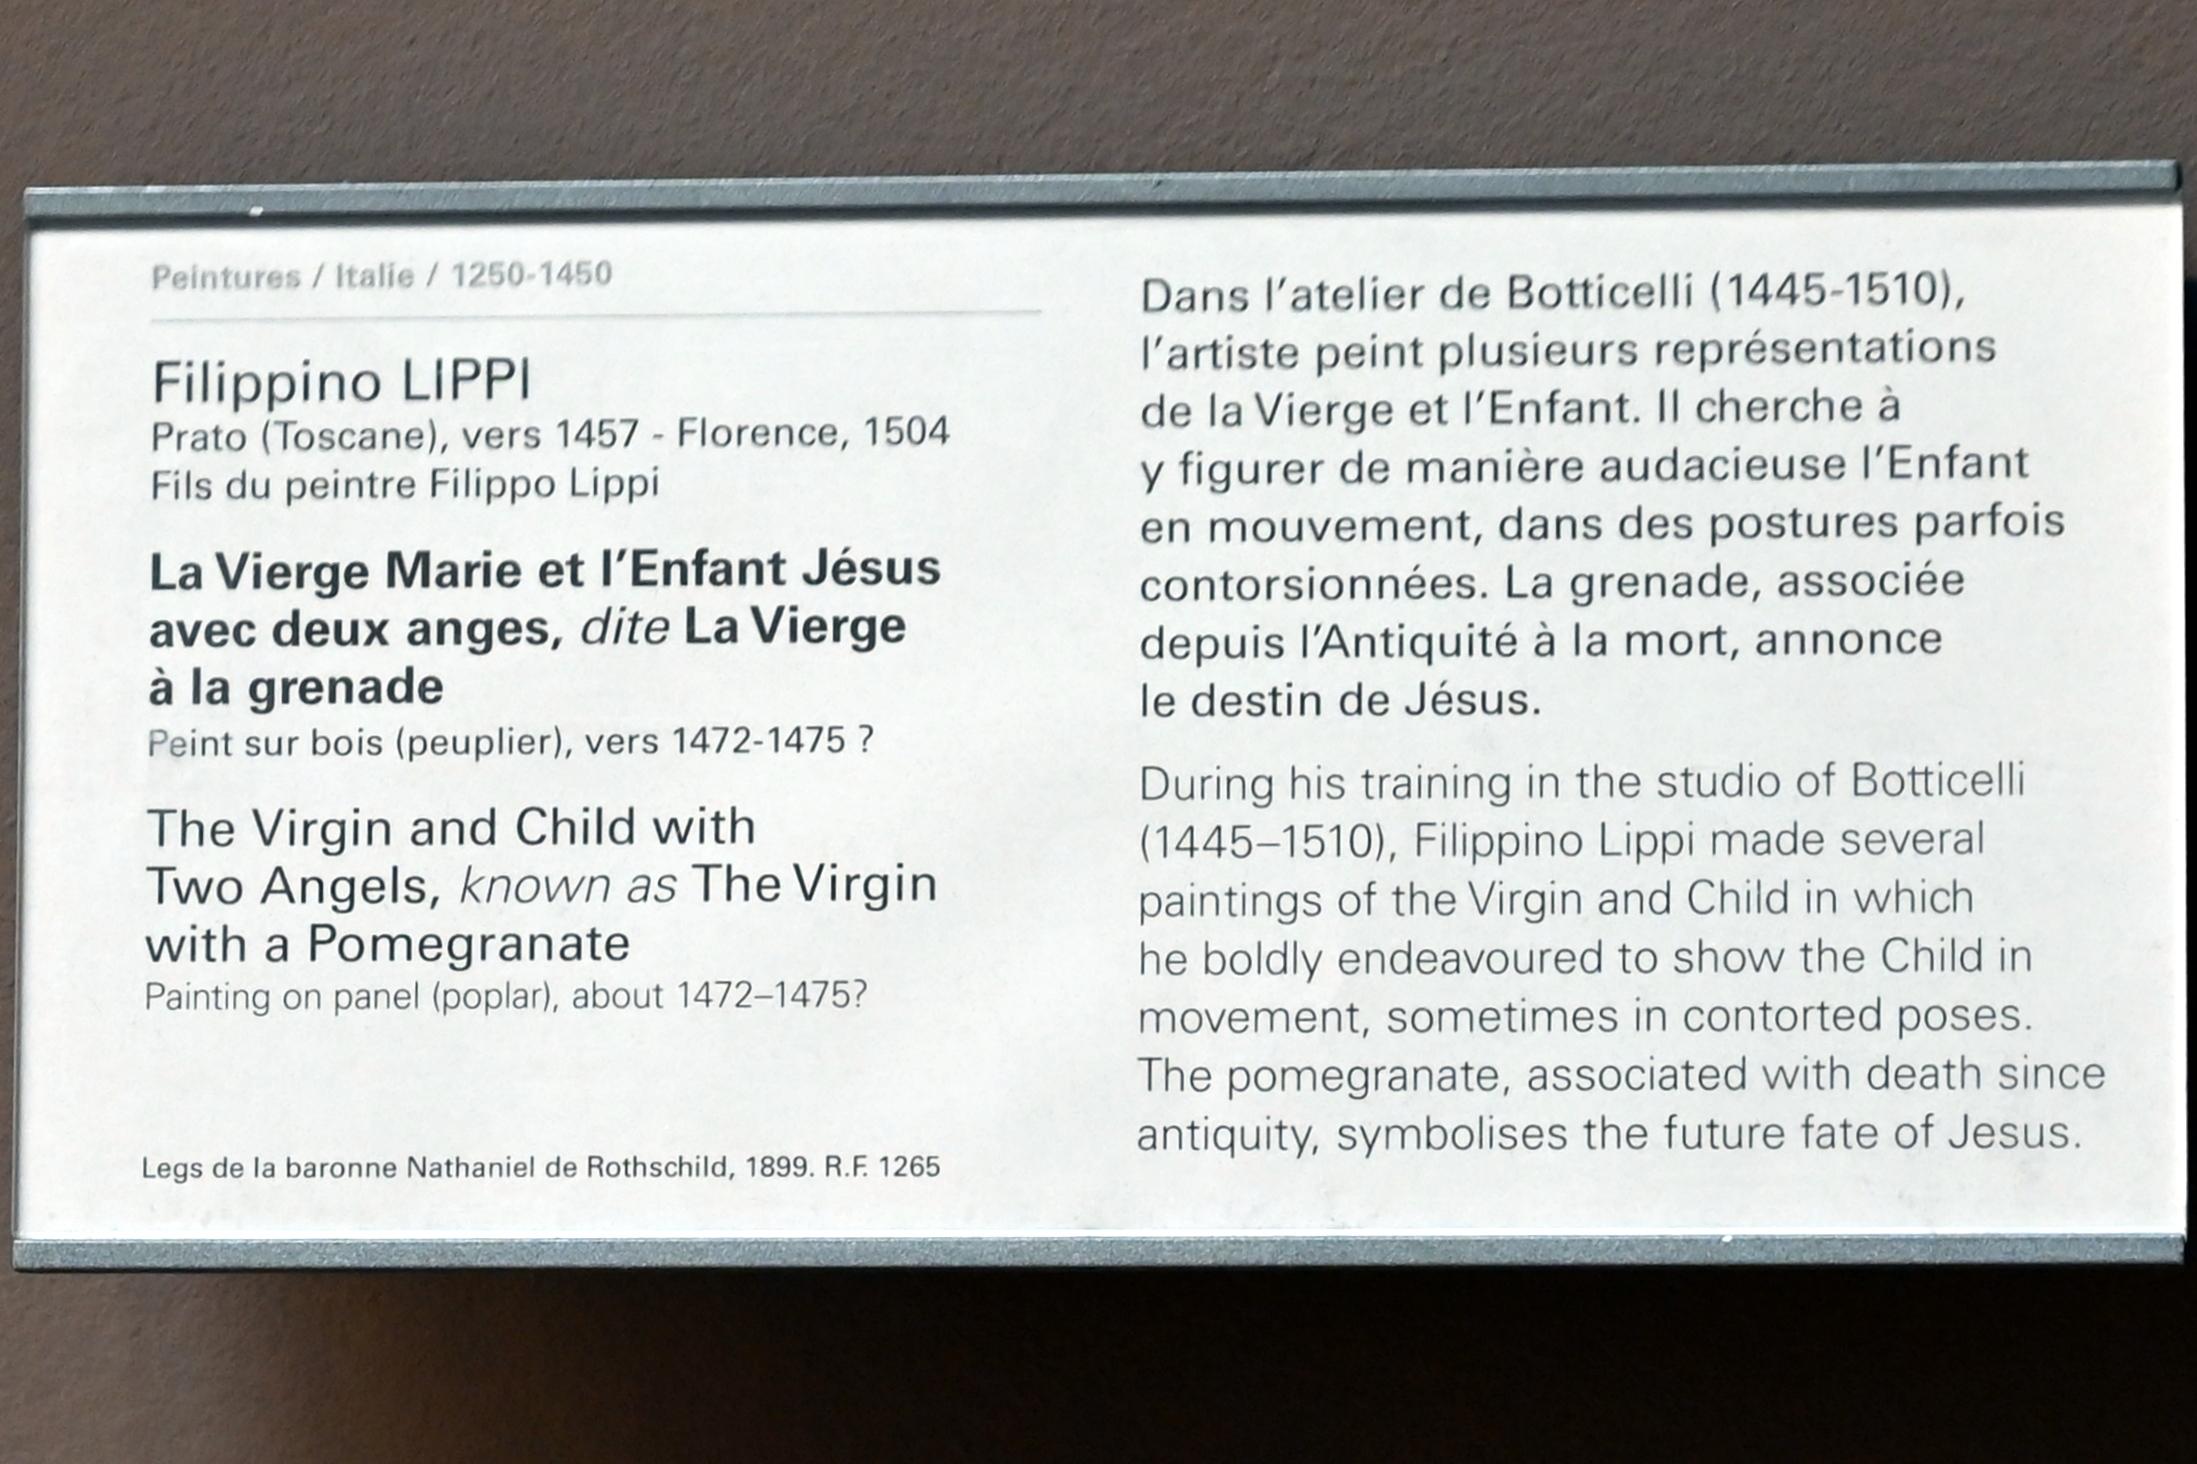 Peintures / Italie / 1250-1450
Filippino LIPPI
Prato (Toscane), vers 1457 - Florence, 1504
Fils du peintre Filippo Lippi
La Vierge Marie et l'Enfant Jésus
avec deux anges, dite La Vierge
à la grenade
Peint sur bois (peuplier), vers 1472-1475 ?
The Virgin and Child with
Two Angels, known as The Virgin
with a Pomegranate
Painting on panel (poplar), about 1472–1475?
Legs de la baronne Nathaniel de Rothschild, 1899. R.F. 1265
Dans l'atelier de Botticelli (1445-1510),
l'artiste peint plusieurs représentations
de la Vierge et l'Enfant. Il cherche à
y figurer de manière audacieuse l'Enfant
en mouvement, dans des postures parfois
contorsionnées. La grenade, associée
depuis l'Antiquité à la mort, annonce
le destin de Jésus.
During his training in the studio of Botticelli
(1445–1510), Filippino Lippi made several
paintings of the Virgin and Child in which
he boldly endeavoured to show the Child in
movement, sometimes in contorted poses.
The pomegranate, associated with death since
antiquity, symbolises the future fate of Jesus.